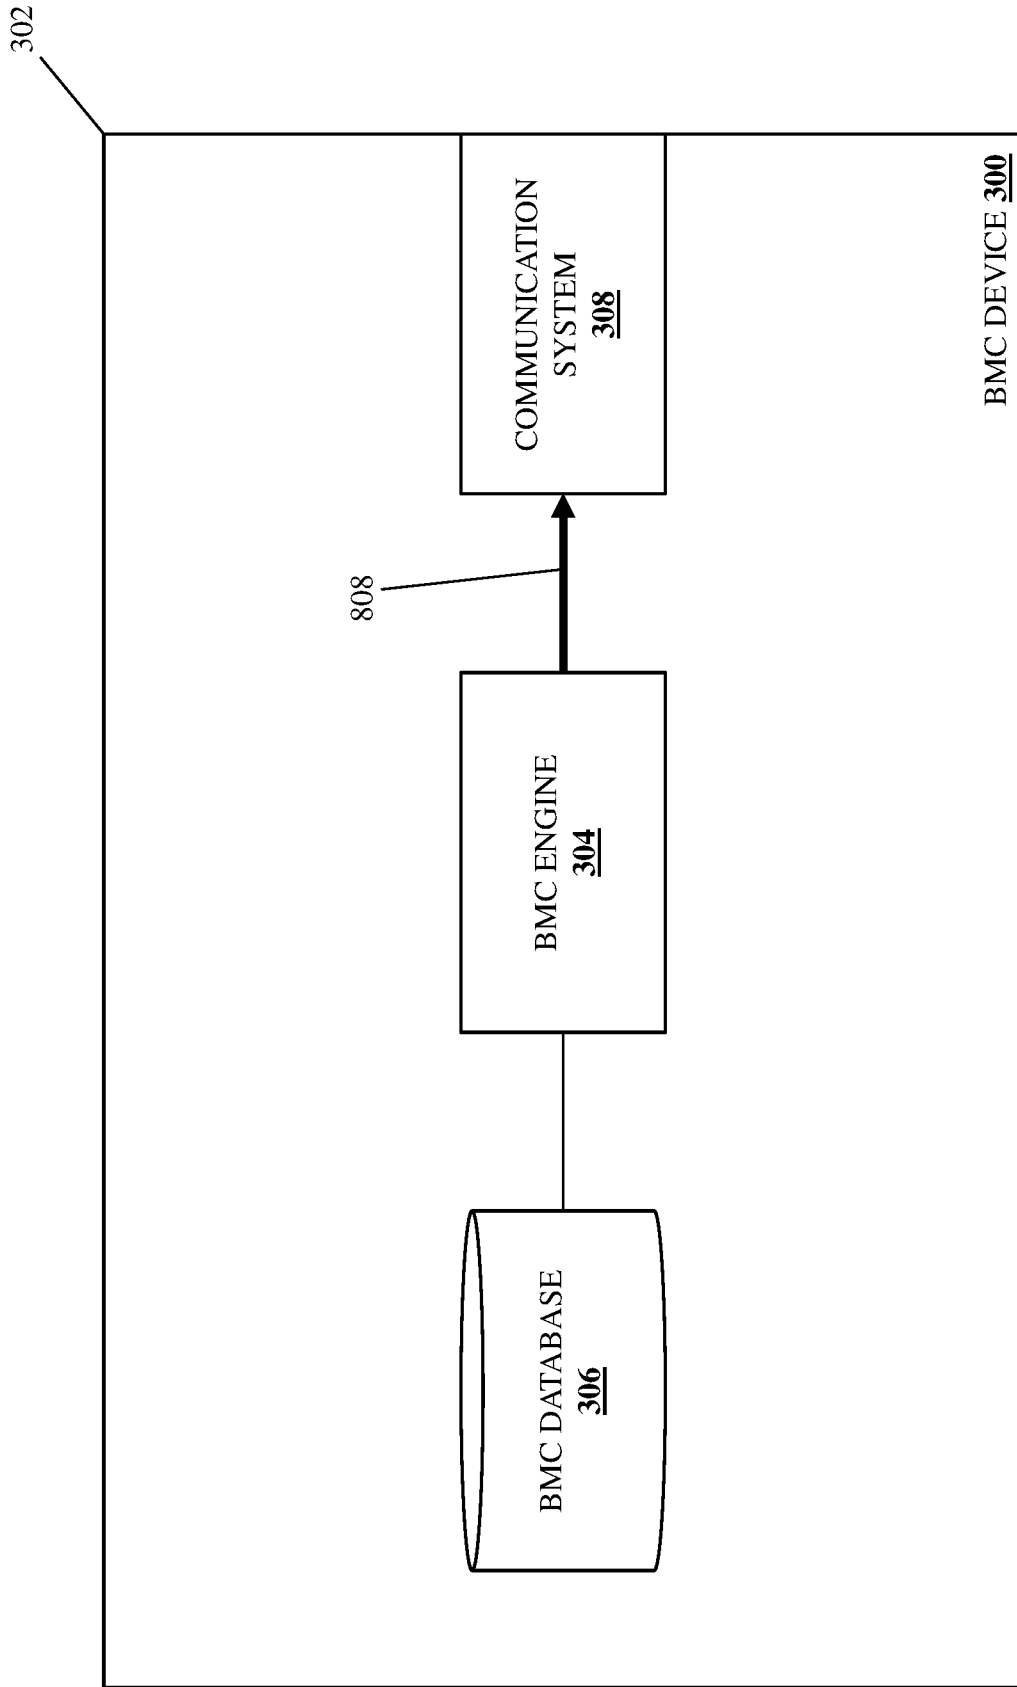 302
808
BMC DATABASE
306
BMC ENGINE
304
COMMUNICATION
SYSTEM
308
BMC DEVICE 300